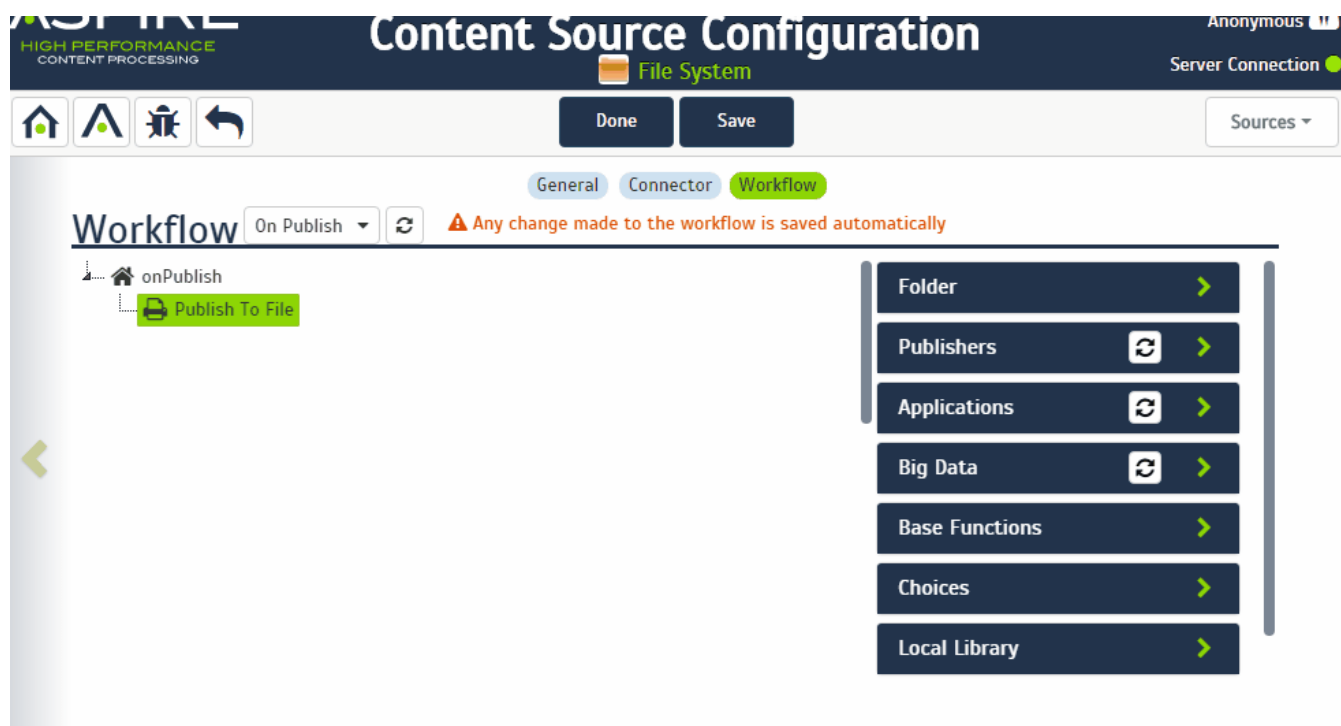 ASPIRE
HIGH PERFORMANCE
CONTENT PROCESSING
Content Source Configuration
File System
Anonymous
Server Connection
Done
Save
Sources
General
Connector
Workflow
Workflow
On Publish
Any change made to the workflow is saved automatically
onPublish
Publish To File
Folder
Publishers
Applications
Big Data
Base Functions
Choices
Local Library